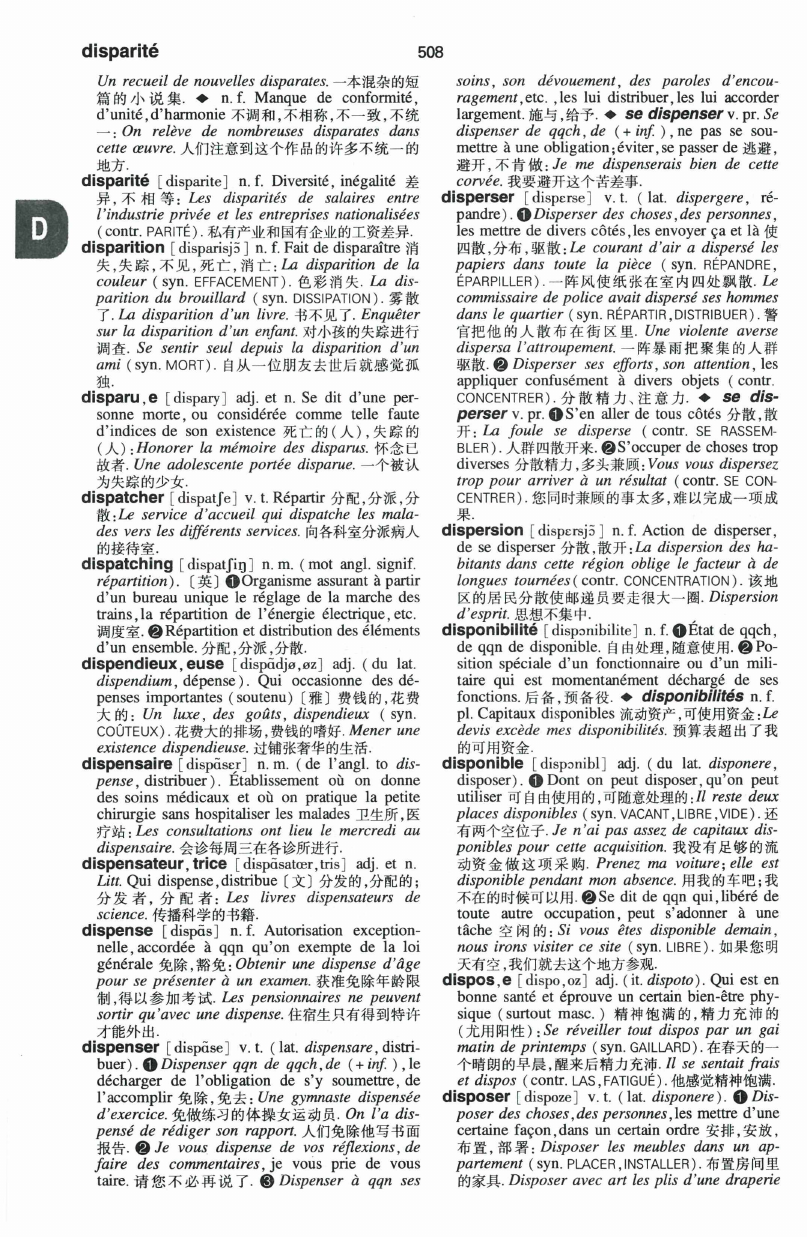 disparité
508
Un recueil de nouvelles disparates. 一本混杂的短
篇的小说集. ◆ n. f. Manque de conformité,
d'unité,d'harmonie 不调和,不相称,不一致,不统
一: On relève de nombreuses disparates dans
cette œuvre. 人们注意到这个作品的许多不统一的
地方.
disparité [disparite] n. f. Diversité, inégalité 差
异,不相等: Les disparités de salaires entre
l'industrie privée et les entreprises nationalisées
(contr. PARITÉ). 私有产业和国有企业的工资差异.
disparition [disparisjɔ̃] n. f. Fait de disparaître 消
失,失踪,不见,死亡,消亡: La disparition de la
couleur (syn. EFFACEMENT). 色彩消失. La dis-
parition du brouillard (syn. DISSIPATION). 雾散
了. La disparition d'un livre. 书不见了. Enquêter
sur la disparition d'un enfant. 对小孩的失踪进行
调查. Se sentir seul depuis la disparition d'un
ami (syn. MORT). 自从一位朋友去世后就感觉孤
独.
disparu,e [dispary] adj. et n. Se dit d'une per-
sonne morte, ou considérée comme telle faute
d'indices de son existence 死亡的(人),失踪的
(人): Honorer la mémoire des disparus. 怀念已
故者. Une adolescente portée disparue. 一个被认
为失踪的少女.
dispatcher [dispatʃe] v. t. Répartir 分配,分派,分
散: Le service d'accueil qui dispatche les mala-
des vers les différents services. 向各科室分派病人
的接待室.
dispatching [dispatʃiŋ] n. m. (mot angl. signif.
répartition). 〔英〕❶Organisme assurant à partir
d'un bureau unique le réglage de la marche des
trains,la répartition de l'énergie électrique, etc.
调度室. ❷ Répartition et distribution des éléments
d'un ensemble. 分配,分派,分散.
dispendieux,euse [dispɑ̃djø,øz] adj. (du lat.
dispendium, dépense). Qui occasionne des dé-
penses importantes (soutenu)〔雅〕费钱的,花费
大的: Un luxe, des goûts, dispendieux (syn.
COÛTEUX). 花费大的排场,费钱的嗜好. Mener une
existence dispendieuse. 过铺张奢华的生活.
dispensaire [dispɑ̃sɛr] n. m. (de l'angl. to dis-
pense, distribuer). Établissement où on donne
des soins médicaux et où on pratique la petite
chirurgie sans hospitaliser les malades 卫生所,医
疗站: Les consultations ont lieu le mercredi au
dispensaire. 会诊每周三在各诊所进行.
dispensateur,trice [dispɑ̃satœr,tris] adj. et n.
Litt. Qui dispense,distribue〔文〕分发的,分配的;
分发者, 分配者: Les livres dispensateurs de
science. 传播科学的书籍.
dispense [dispɑ̃s] n. f. Autorisation exception-
nelle,accordée à qqn qu'on exempte de la loi
générale 免除,豁免: Obtenir une dispense d'âge
pour se présenter à un examen. 获准免除年龄限
制,得以参加考试. Les pensionnaires ne peuvent
sortir qu'avec une dispense. 住宿生只有得到特许
才能外出.
dispenser [dispɑ̃se] v. t. (lat. dispensare, distri-
buer). ❶ Dispenser qqn de qqch,de (+inf.),le
décharger de l'obligation de s'y soumettre, de
l'accomplir 免除,免去: Une gymnaste dispensée
d'exercice. 免做练习的体操女运动员. On l'a dis-
pensé de rédiger son rapport. 人们免除他写书面
报告. ❷ Je vous dispense de vos réflexions, de
faire des commentaires, je vous prie de vous
taire. 请您不必再说了. ❸ Dispenser à qqn ses
soins, son dévouement, des paroles d'encou-
ragement,etc. ,les lui distribuer,les lui accorder
largement. 施与,给予. ◆ se dispenser v. pr. Se
dispenser de qqch, de (+inf.), ne pas se sou-
mettre à une obligation;éviter,se passer de 逃避,
避开,不肯做: Je me dispenserais bien de cette
corvée. 我要避开这个苦差事.
disperser [dispɛrse] v. t. (lat. dispergere, ré-
pandre). ❶Disperser des choses,des personnes,
les mettre de divers côtés,les envoyer ça et là 使
四散,分布,驱散: Le courant d'air a dispersé les
papiers dans toute la pièce (syn. RÉPANDRE,
ÉPARPILLER). 一阵风使纸张在室内四处飘散. Le
commissaire de police avait dispersé ses hommes
dans le quartier (syn. RÉPARTIR,DISTRIBUER). 警
官把他的人散布在街区里. Une violente averse
dispersa l'attroupement. 一阵暴雨把聚集的人群
驱散. ❷ Disperser ses efforts, son attention, les
appliquer confusément à divers objets (contr.
CONCENTRER). 分散精力、注意力. ◆ se dis-
perser v. pr. ❶S'en aller de tous côtés 分散,散
开: La foule se disperse (contr. SE RASSEM-
BLER). 人群四散开来. ❷S'occuper de choses trop
diverses 分散精力,多头兼顾: Vous vous dispersez
trop pour arriver à un résultat (contr. SE CON-
CENTRER). 您同时兼顾的事太多,难以完成一项成
果.
dispersion [dispɛrsjɔ̃] n. f. Action de disperser,
de se disperser 分散,散开: La dispersion des ha-
bitants dans cette région oblige le facteur à de
longues tournées (contr. CONCENTRATION). 该地
区的居民分散使邮递员要走很大一圈. Dispersion
d'esprit. 思想不集中.
disponibilité [disponibilite] n. f. ❶État de qqch,
de qqn de disponible. 自由处理,随意使用. ❷ Po-
sition spéciale d'un fonctionnaire ou d'un mili-
taire qui est momentanément déchargé de ses
fonctions. 后备,预备役. ◆ disponibilités n. f.
pl. Capitaux disponibles 流动资产,可使用资金: Le
devis excède mes disponibilités. 预算表超出了我
的可用资金.
disponible [disponibl] adj. (du lat. disponere,
disposer). ❶ Dont on peut disposer,qu'on peut
utiliser 可自由使用的,可随意处理的: Il reste deux
places disponibles (syn. VACANT,LIBRE,VIDE). 还
有两个空位子. Je n'ai pas assez de capitaux dis-
ponibles pour cette acquisition. 我没有足够的流
动资金做这项采购. Prenez ma voiture; elle est
disponible pendant mon absence. 用我的车吧;我
不在的时候可以用. ❷Se dit de qqn qui,libéré de
toute autre occupation, peut s'adonner à une
tâche 空闲的: Si vous êtes disponible demain,
nous irons visiter ce site (syn. LIBRE). 如果您明
天有空,我们就去这个地方参观.
D
dispos,e [dispo,oz] adj. (it. dispoto). Qui est en
bonne santé et éprouve un certain bien-être phy-
sique (surtout masc.) 精神饱满的,精力充沛的
(尤用阳性): Se réveiller tout dispos par un gai
matin de printemps (syn. GAILLARD). 在春天的一
个晴朗的早晨,醒来后精力充沛. Il se sentait frais
et dispos (contr. LAS,FATIGUÉ). 他感觉精神饱满.
disposer [dispoze] v. t. (lat. disponere). ❶ Dis-
poser des choses,des personnes,les mettre d'une
certaine façon,dans un certain ordre 安排,安放,
布置,部署: Disposer les meubles dans un ap-
partement (syn. PLACER,INSTALLER). 布置房间里
的家具. Disposer avec art les plis d'une draperie